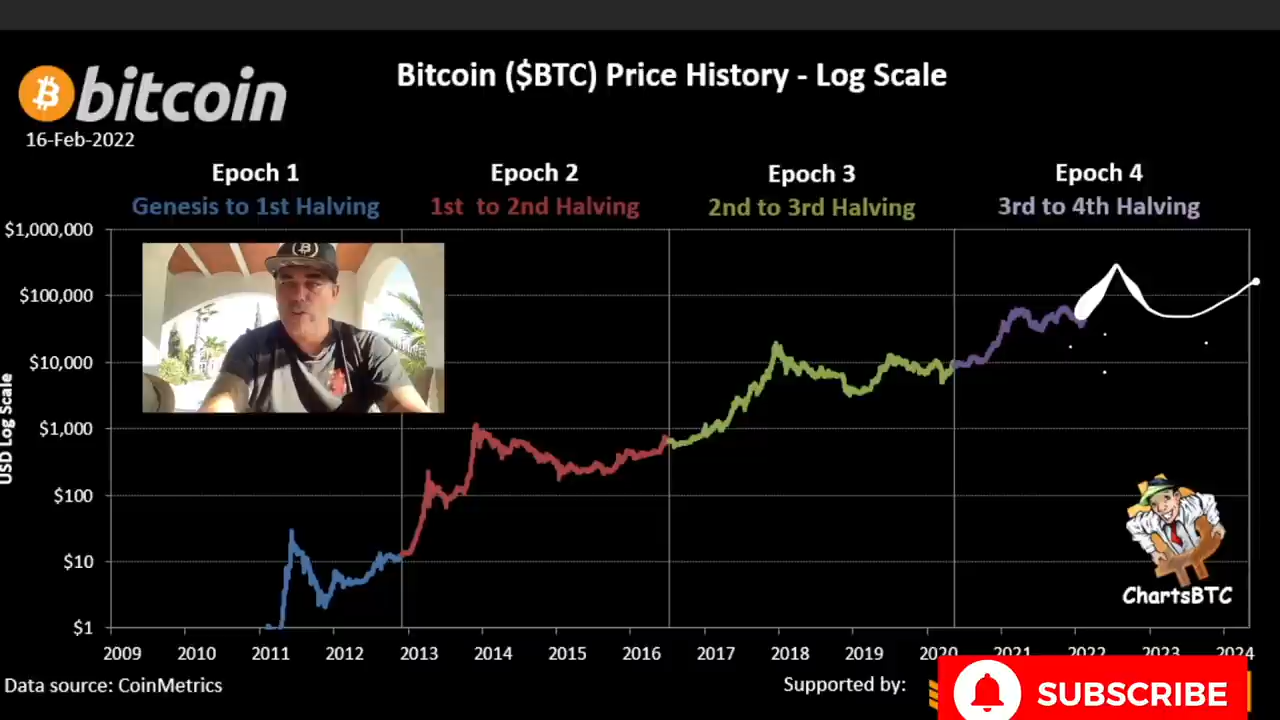 Bitcoin ($BTC) Price History - Log Scale
bitcoin
16-Feb-2022
Epoch 1
Epoch 2
Epoch 3
Epoch 4
Genesis to 1st Halving
1st to 2nd Halving
2nd to 3rd Halving
3rd to 4th Halving
$1,000,000
$100,000
$10,000
$1,000
$100
$10
$1
USD Log Scale
2009 2010 2011 2012 2013 2014 2015 2016 2017 2018 2019 2020 2021 2022 2023 2024
ChartsBTC
Data source: CoinMetrics
Supported by:
SUBSCRIBE